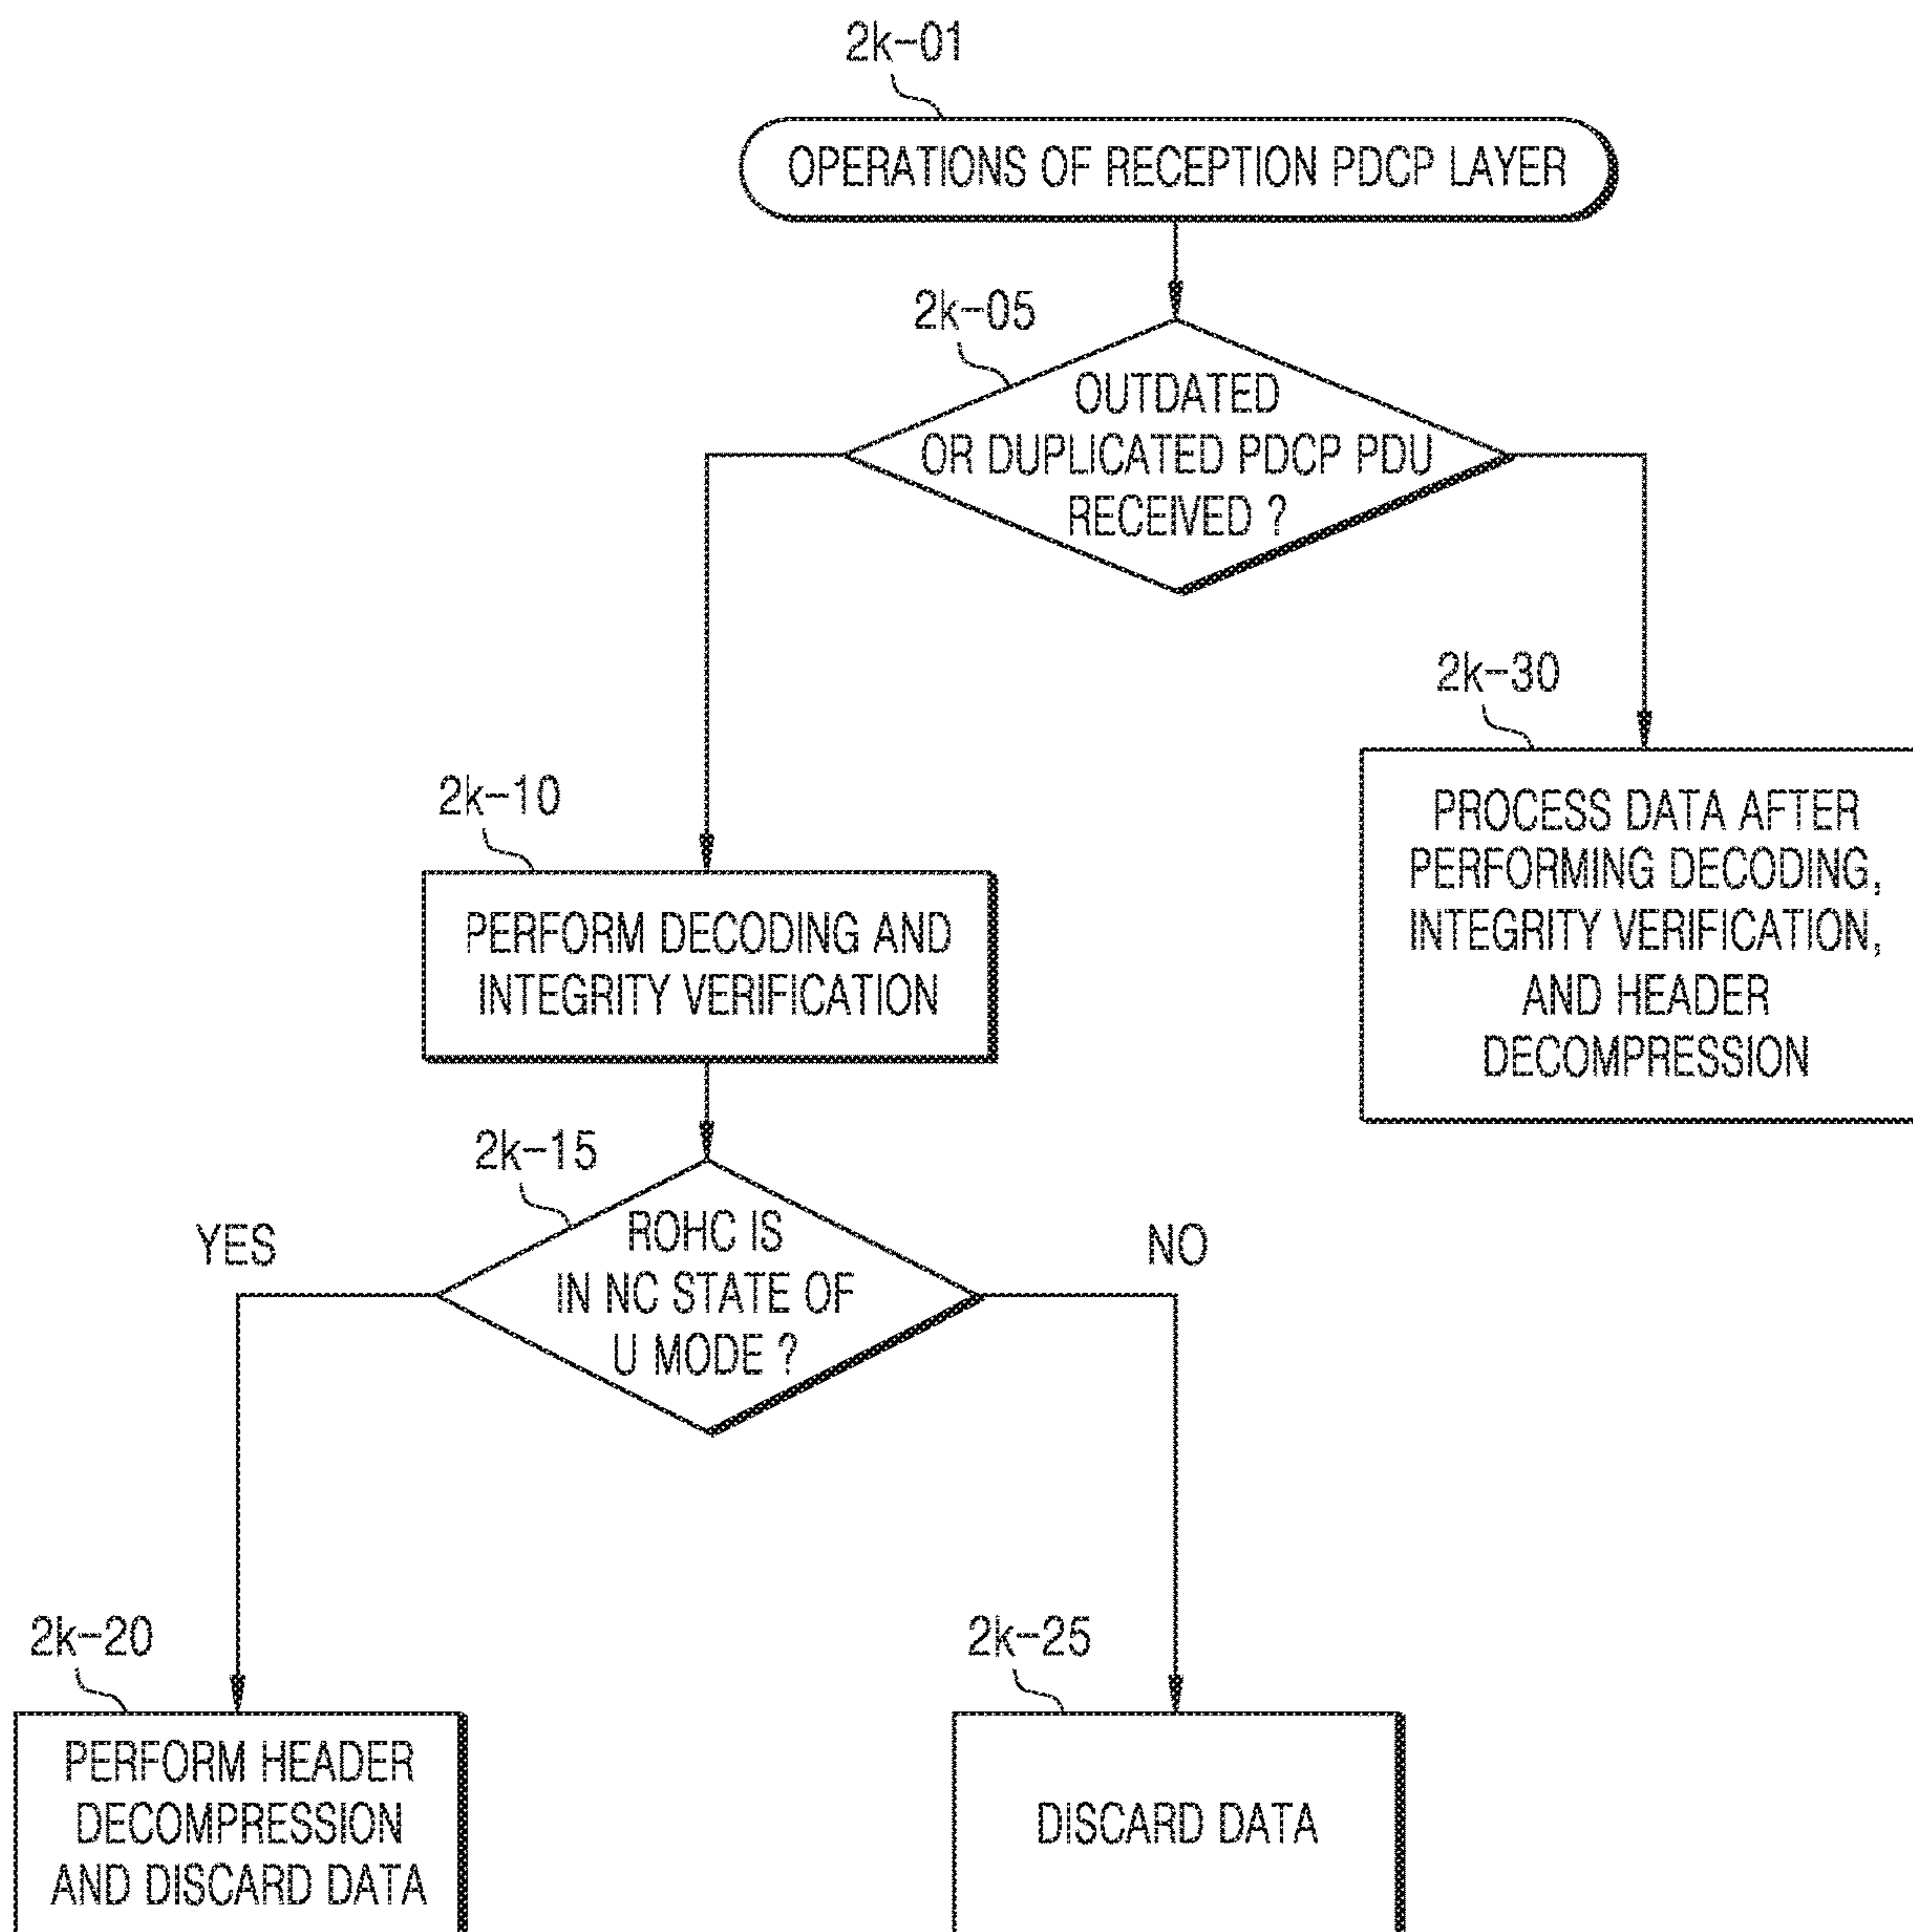 2k-01
OPERATIONS OF RECEPTION PDCP LAYER
2k-05
OUTDATED
OR DUPLICATED PDCP PDU
RECEIVED ?
2k-30
PROCESS DATA AFTER
PERFORMING DECODING,
INTEGRITY VERIFICATION,
AND HEADER
DECOMPRESSION
2k-10
PERFORM DECODING AND
INTEGRITY VERIFICATION
2k-15
ROHC IS
IN NC STATE OF
U MODE ?
YES
NO
2k-20
PERFORM HEADER
DECOMPRESSION
AND DISCARD DATA
2k-25
DISCARD DATA